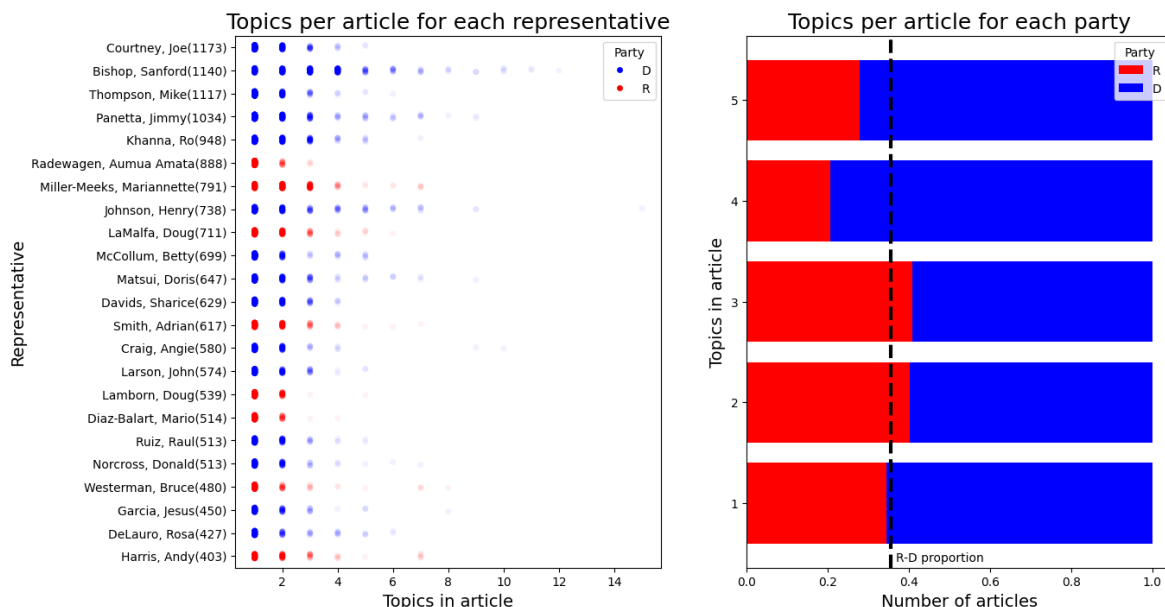 Topics per article for each representative
Representative
Courtney, Joe(1173)
Bishop, Sanford(1140)
Thompson, Mike(1117)
Panetta, Jimmy(1034)
Khanna, Ro(948)
Radewagen, Aumua Amata(888)
Miller-Meeks, Mariannette(791)
Johnson, Henry(738)
LaMalfa, Doug(711)
McCollum, Betty(699)
Matsui, Doris(647)
Davids, Sharice(629)
Smith, Adrian(617)
Craig, Angie(580)
Larson, John(574)
Lamborn, Doug(539)
Diaz-Balart, Mario(514)
Ruiz, Raul(513)
Norcross, Donald(513)
Westerman, Bruce(480)
Garcia, Jesus(450)
DeLauro, Rosa(427)
Harris, Andy(403)
Party
D
R
2 4 6 8 10 12 14
Topics in article
Topics per article for each party
Topics in article
5
4
3
2
1
Party
R
D
R-D proportion
0.0 0.2 0.4 0.6 0.8 1.0
Number of articles